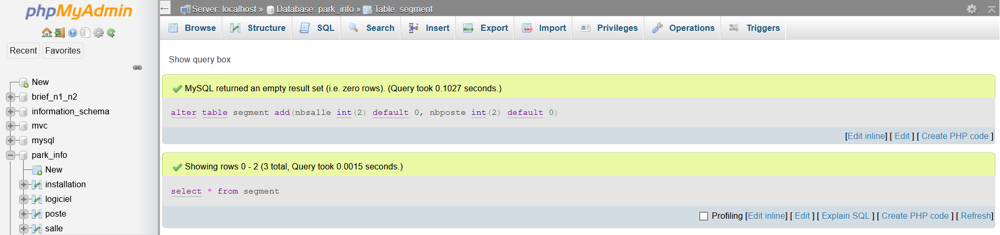 phpMyAdmin
Recent Favorites
New
brief_n1_n2
information_schema
mvc
mysql
park_info
New
installation
logiciel
poste
salle
← Server: localhost » Database: park_info » Table: segment
Browse Structure SQL Search Insert Export Import Privileges Operations Triggers
Show query box
MySQL returned an empty result set (i.e. zero rows). (Query took 0.1027 seconds.)
alter table segment add(nbsalle int(2) default 0, nbposte int(2) default 0)
[Edit inline] [ Edit ] [ Create PHP code ]
Showing rows 0 - 2 (3 total, Query took 0.0015 seconds.)
select * from segment
Profiling [Edit inline] [ Edit ] [ Explain SQL ] [ Create PHP code ] [ Refresh]